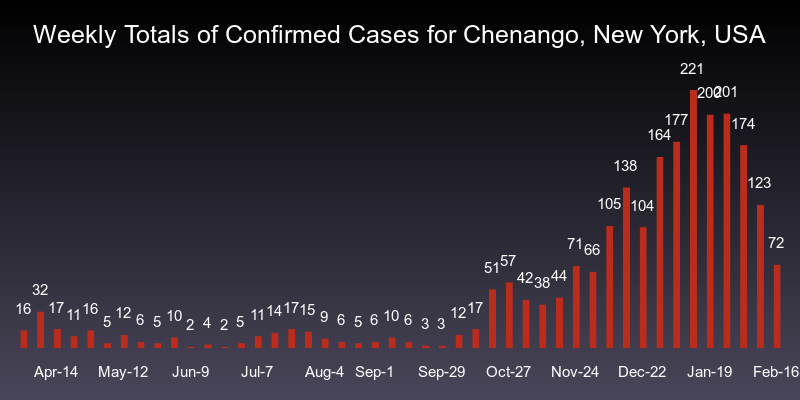 Weekly Totals of Confirmed Cases for Chenango, New York, USA
16 32 17 11 16 5 12 6 5 10 2 4 2 5 11 14 17 15 9 6 5 6 10 6 3 3 12 17 51 57 42 38 44 71 66 105 138 104 164 177 221 200 201 174 123 72
Apr-14 May-12 Jun-9 Jul-7 Aug-4 Sep-1 Sep-29 Oct-27 Nov-24 Dec-22 Jan-19 Feb-16